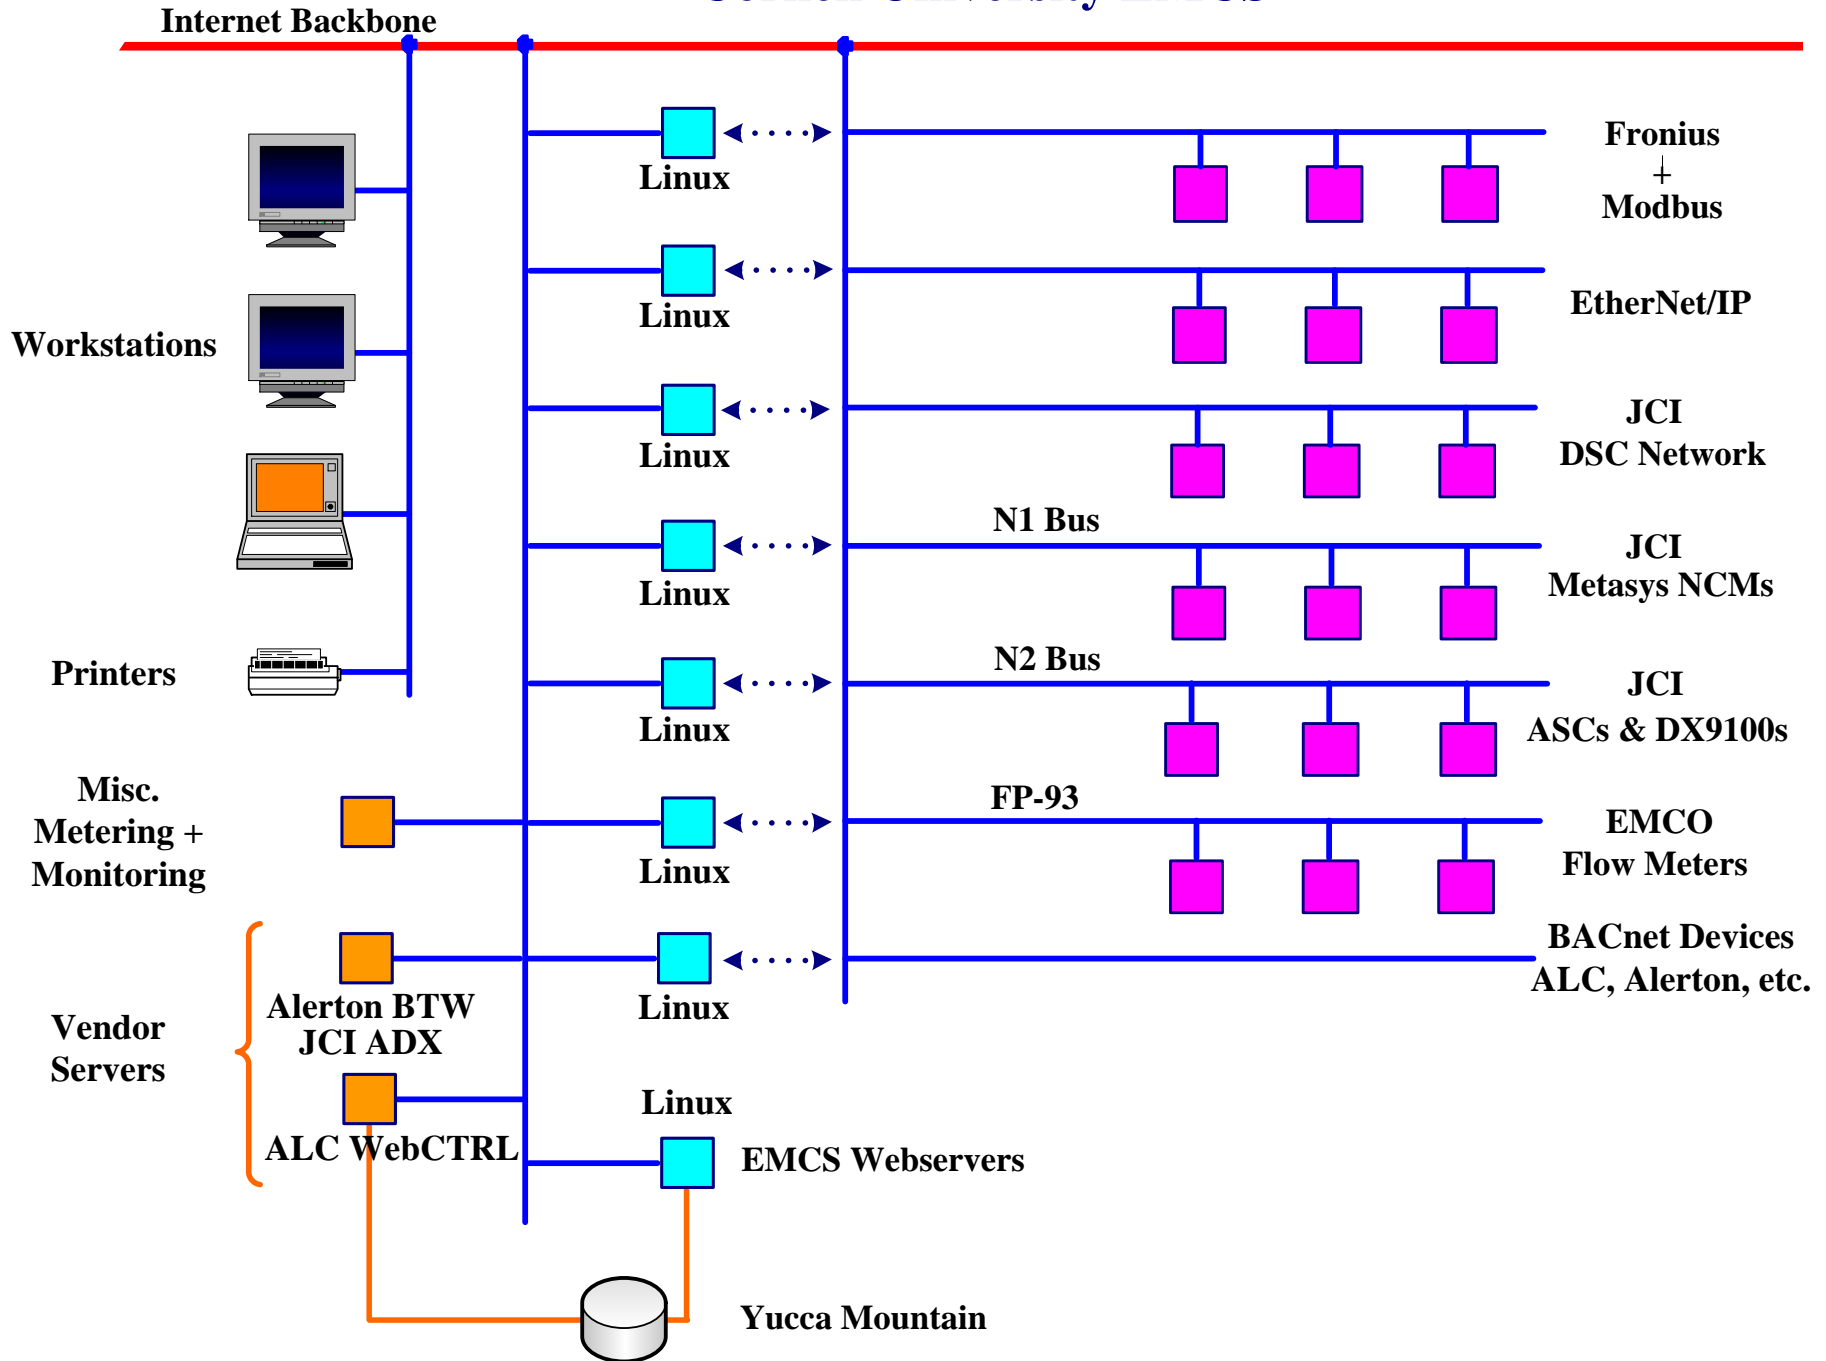 Internet Backbone
Linux
Fronius
+
Modbus
Linux
EtherNet/IP
Workstations
Linux
JCI
DSC Network
N1 Bus
Linux
JCI
Metasys NCMs
Printers
N2 Bus
Linux
JCI
ASCs & DX9100s
Misc.
Metering +
Monitoring
FP-93
Linux
EMCO
Flow Meters
BACnet Devices
ALC, Alerton, etc.
Linux
Vendor
Servers
Alerton BTW
JCI ADX
ALC WebCTRL
Linux
EMCS Webservers
Yucca Mountain